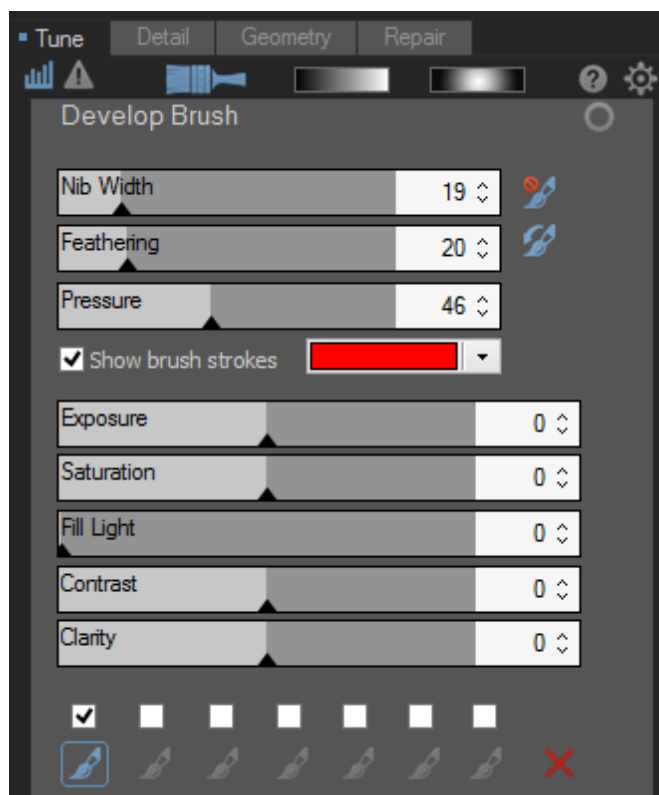 Tune Detail Geometry Repair
?
Develop Brush
Nib Width 19
Feathering 20
Pressure 46
Show brush strokes
Exposure 0
Saturation 0
Fill Light 0
Contrast 0
Clarity 0